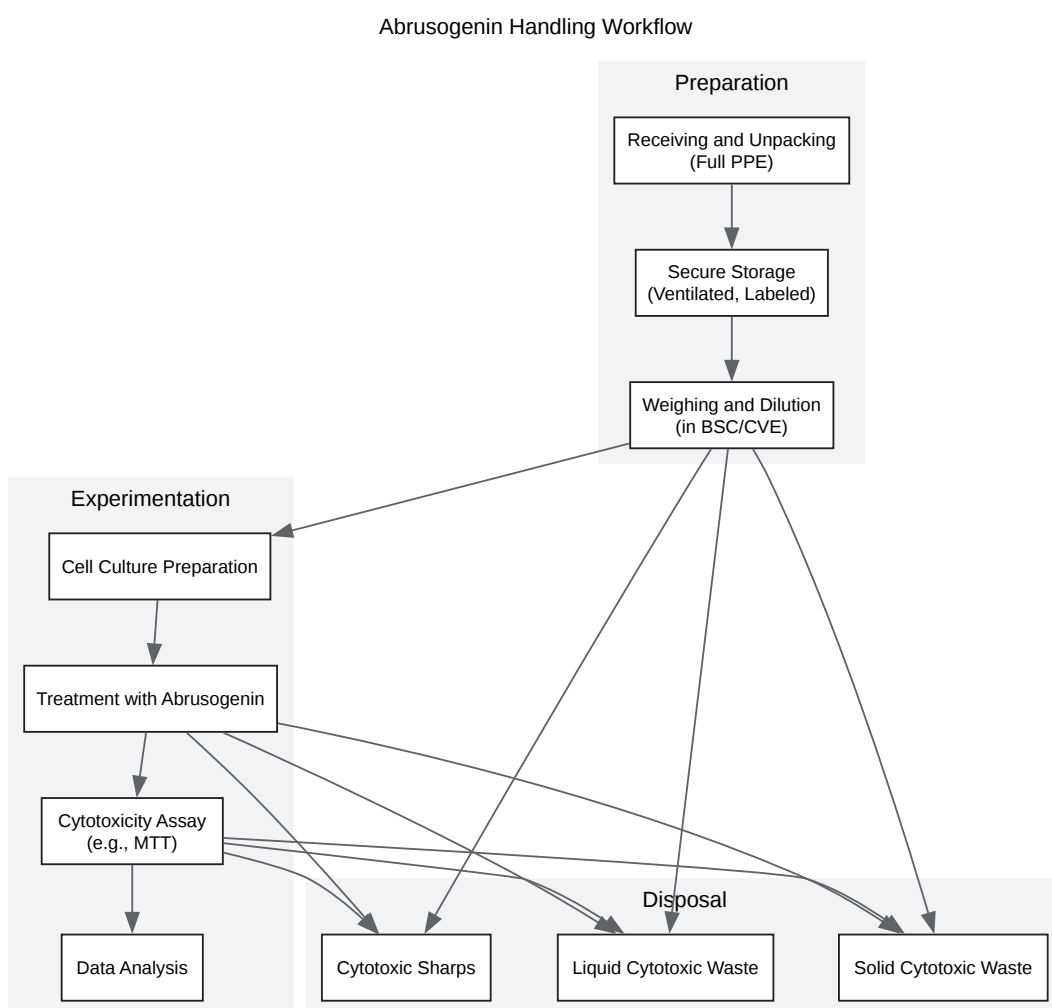 Abrusogenin Handling Workflow
Preparation
Receiving and Unpacking
(Full PPE)
Secure Storage
(Ventilated, Labeled)
Weighing and Dilution
(in BSC/CVE)
Experimentation
Cell Culture Preparation
Treatment with Abrusogenin
Cytotoxicity Assay
(e.g., MTT)
Data Analysis
Disposal
Cytotoxic Sharps
Liquid Cytotoxic Waste
Solid Cytotoxic Waste